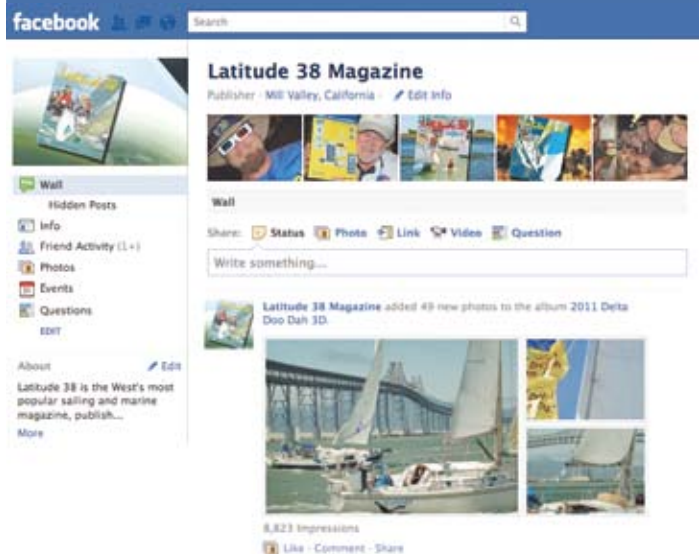 facebook
Search
Latitude 38 Magazine
Publisher · Mill Valley, California · Edit Info
Wall
Hidden Posts
Info
Friend Activity (1+)
Photos
Events
Questions
EDIT
About Edit
Latitude 38 is the West's most
popular sailing and marine
magazine, publish...
More
Wall
Share: Status Photo Link Video Question
Write something...
Latitude 38 Magazine added 49 new photos to the album 2011 Delta
Doo Dah 3D.
8,823 Impressions
Like · Comment · Share